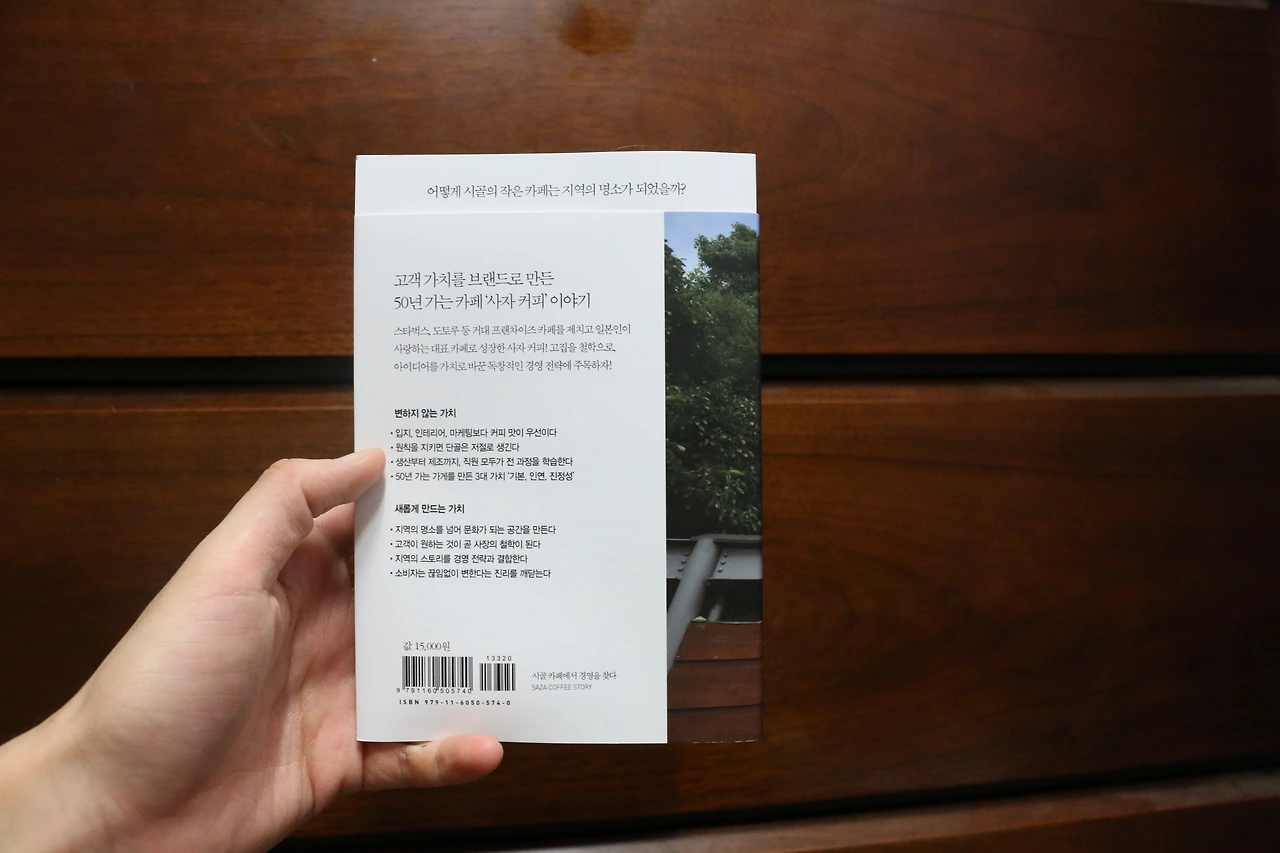 어떻게 시골의 작은 카페는 지역의 명소가 되었을까?
고객 가치를 브랜드로 만든
50년 가는 카페 '사자 커피' 이야기
스타벅스, 도토루 등 거대 프랜차이즈 카페를 제치고 일본인이
사랑하는 대표 카페로 성장한 사자 커피! 고집을 철학으로,
아이디어를 가치로 바꾼 독창적인 경영 전략에 주목하자!
변하지 않는 가치
• 입지, 인테리어, 마케팅보다 커피 맛이 우선이다
• 원칙을 지키면 단골은 저절로 생긴다
• 생산부터 제조까지, 직원 모두가 전 과정을 학습한다
• 50년 가는 가게를 만든 3대 가치 '기본, 인연, 진정성'
새롭게 만드는 가치
• 지역의 명소를 넘어 문화가 되는 공간을 만든다
• 고객이 원하는 것이 곧 사장의 철학이 된다
• 지역의 스토리를 경영 전략과 결합한다
• 소비자는 끊임없이 변한다는 진리를 깨닫는다
값 15,000원
13320
9 791160 505740
ISBN 979-11-6050-574-0
시골 카페에서 경영을 찾다
SAZA COFFEE STORY